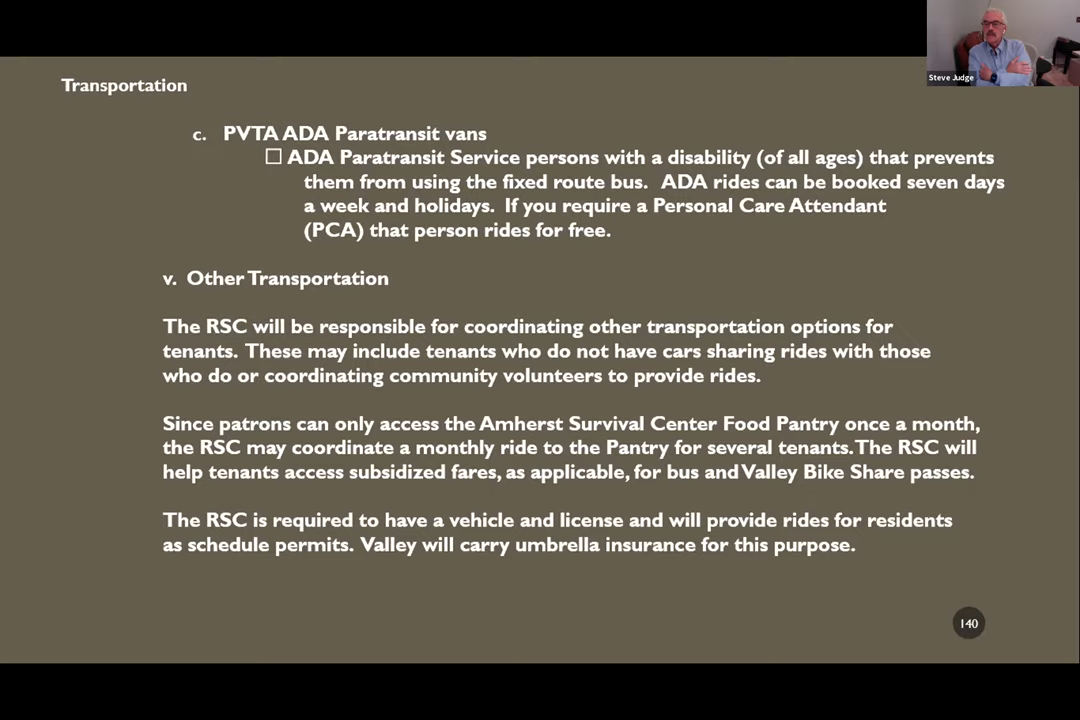 Steve Judge
Transportation
c. PVTA ADA Paratransit vans
☐ ADA Paratransit Service persons with a disability (of all ages) that prevents
them from using the fixed route bus. ADA rides can be booked seven days
a week and holidays. If you require a Personal Care Attendant
(PCA) that person rides for free.
v. Other Transportation
The RSC will be responsible for coordinating other transportation options for
tenants. These may include tenants who do not have cars sharing rides with those
who do or coordinating community volunteers to provide rides.
Since patrons can only access the Amherst Survival Center Food Pantry once a month,
the RSC may coordinate a monthly ride to the Pantry for several tenants. The RSC will
help tenants access subsidized fares, as applicable, for bus and Valley Bike Share passes.
The RSC is required to have a vehicle and license and will provide rides for residents
as schedule permits. Valley will carry umbrella insurance for this purpose.
140